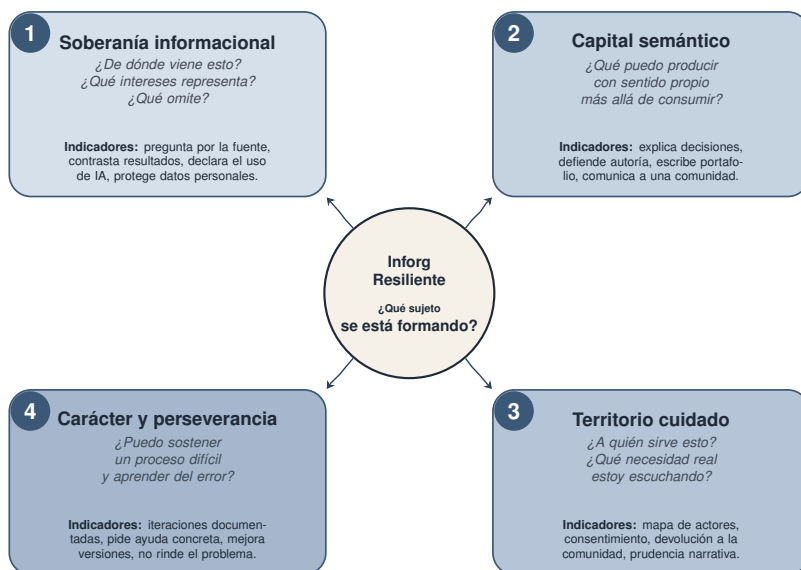 1
Soberanía informacional
¿De dónde viene esto?
¿Qué intereses representa?
¿Qué omite?
Indicadores: pregunta por la fuente,
contrasta resultados, declara el uso
de IA, protege datos personales.
2
Capital semántico
¿Qué puedo producir
con sentido propio
más allá de consumir?
Indicadores: explica decisiones,
defiende autoría, escribe portafo-
lio, comunica a una comunidad.
Inforg
Resiliente
¿Qué sujeto
se está formando?
4
Carácter y perseverancia
¿Puedo sostener
un proceso difícil
y aprender del error?
Indicadores: iteraciones documen-
tadas, pide ayuda concreta, mejora
versiones, no rinde el problema.
3
Territorio cuidado
¿A quién sirve esto?
¿Qué necesidad real
estoy escuchando?
Indicadores: mapa de actores,
consentimiento, devolución a la
comunidad, prudencia narrativa.